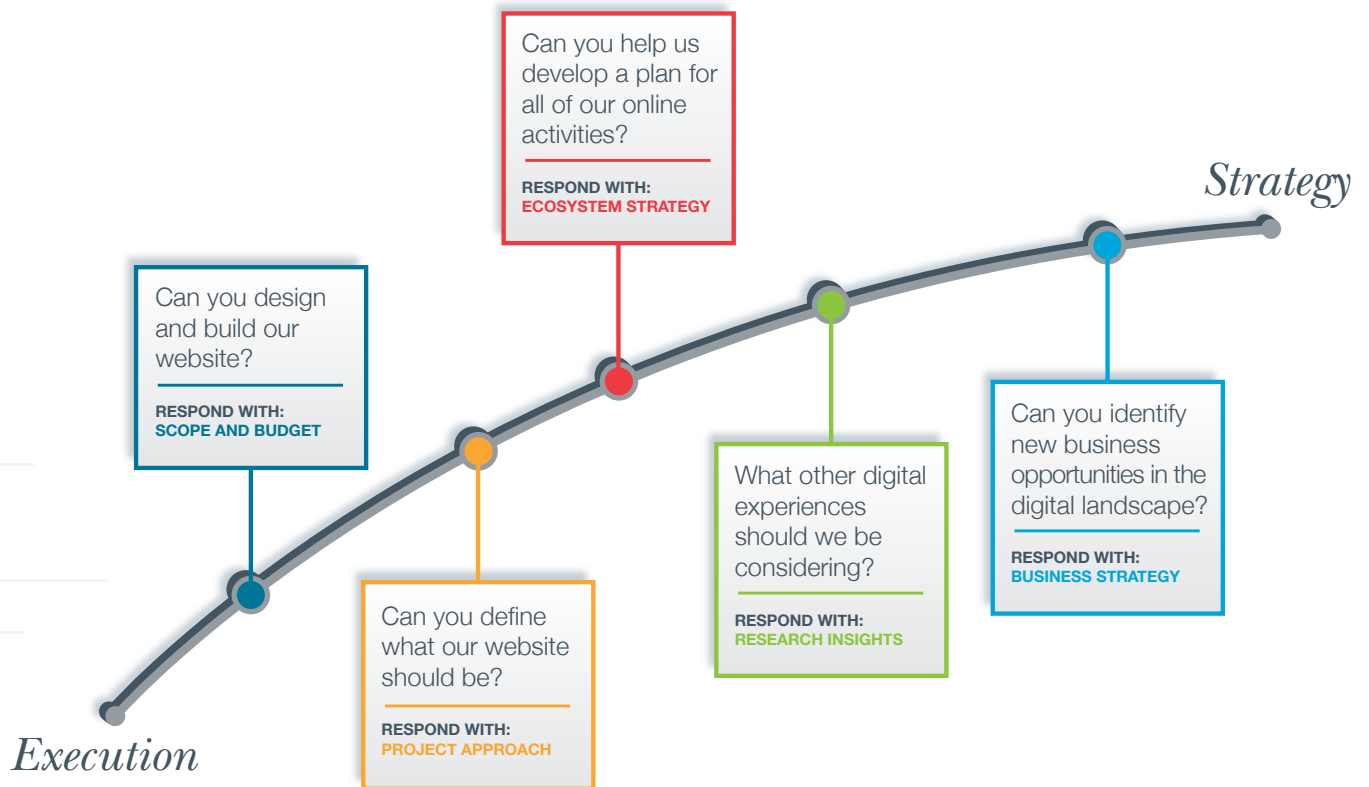 Can you help us
develop a plan for
all of our online
activities?
RESPOND WITH:
ECOSYSTEM STRATEGY
Strategy
Can you design
and build our
website?
RESPOND WITH:
SCOPE AND BUDGET
Can you identify
new business
opportunities in the
digital landscape?
RESPOND WITH:
BUSINESS STRATEGY
What other digital
experiences
should we be
considering?
RESPOND WITH:
RESEARCH INSIGHTS
Can you define
what our website
should be?
RESPOND WITH:
PROJECT APPROACH
Execution